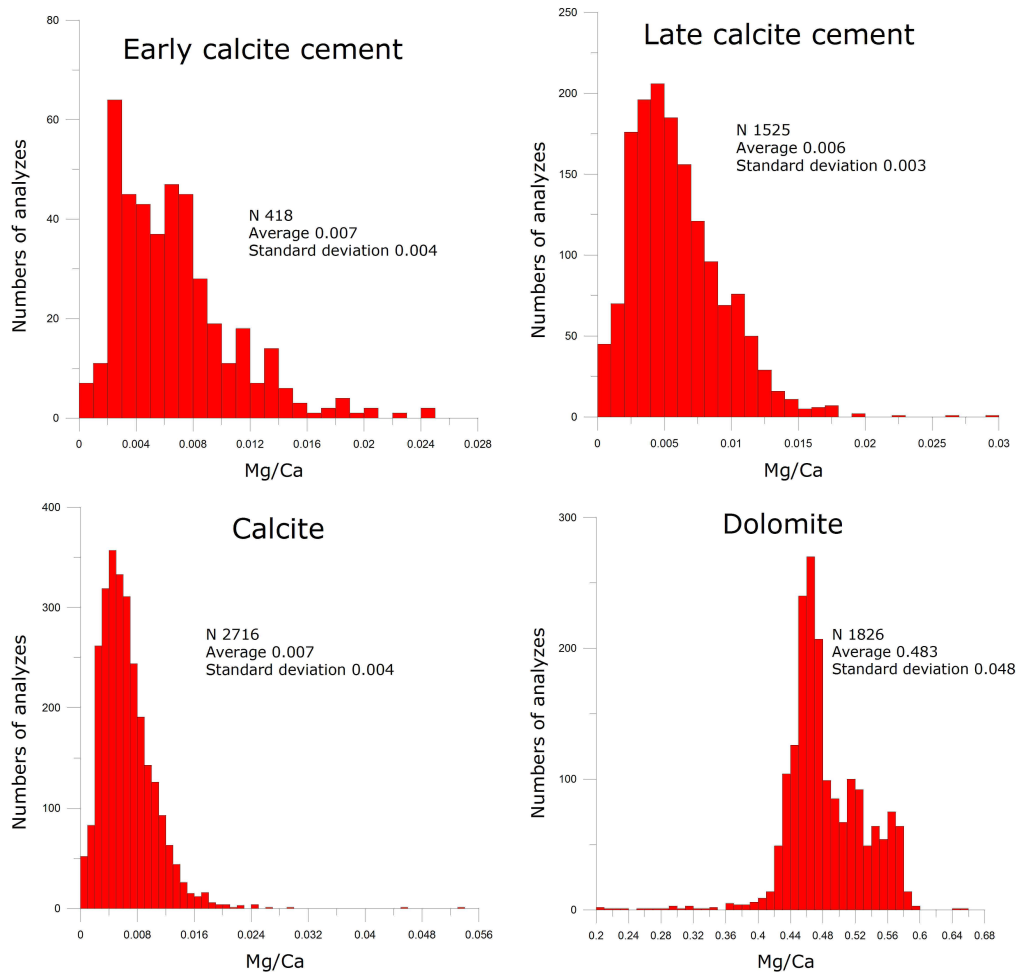 Early calcite cement
80
60
40
20
0
Numbers of analyzes
N 418
Average 0.007
Standard deviation 0.004
0 0.004 0.008 0.012 0.016 0.02 0.024 0.028
Mg/Ca
Late calcite cement
250
200
150
100
50
0
Numbers of analyzes
N 1525
Average 0.006
Standard deviation 0.003
0 0.005 0.01 0.015 0.02 0.025 0.03
Mg/Ca
Calcite
400
300
200
100
0
Numbers of analyzes
N 2716
Average 0.007
Standard deviation 0.004
0 0.008 0.016 0.024 0.032 0.04 0.048 0.056
Mg/Ca
Dolomite
300
200
100
0
Numbers of analyzes
N 1826
Average 0.483
Standard deviation 0.048
0.2 0.24 0.28 0.32 0.36 0.4 0.44 0.48 0.52 0.56 0.6 0.64 0.68
Mg/Ca